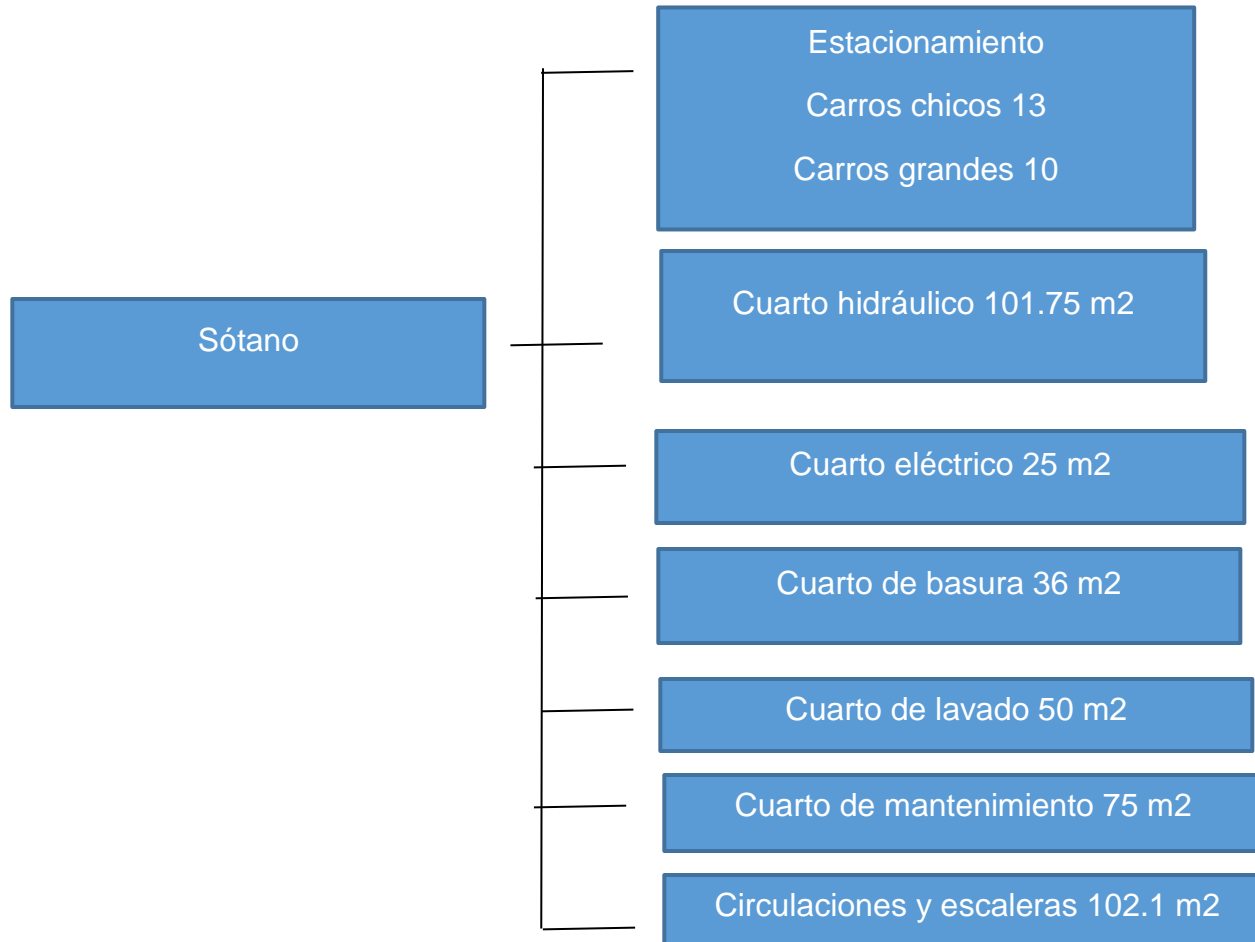 Estacionamiento
Carros chicos 13
Carros grandes 10
Cuarto hidráulico 101.75 m2
Sótano
Cuarto eléctrico 25 m2
Cuarto de basura 36 m2
Cuarto de lavado 50 m2
Cuarto de mantenimiento 75 m2
Circulaciones y escaleras 102.1 m2